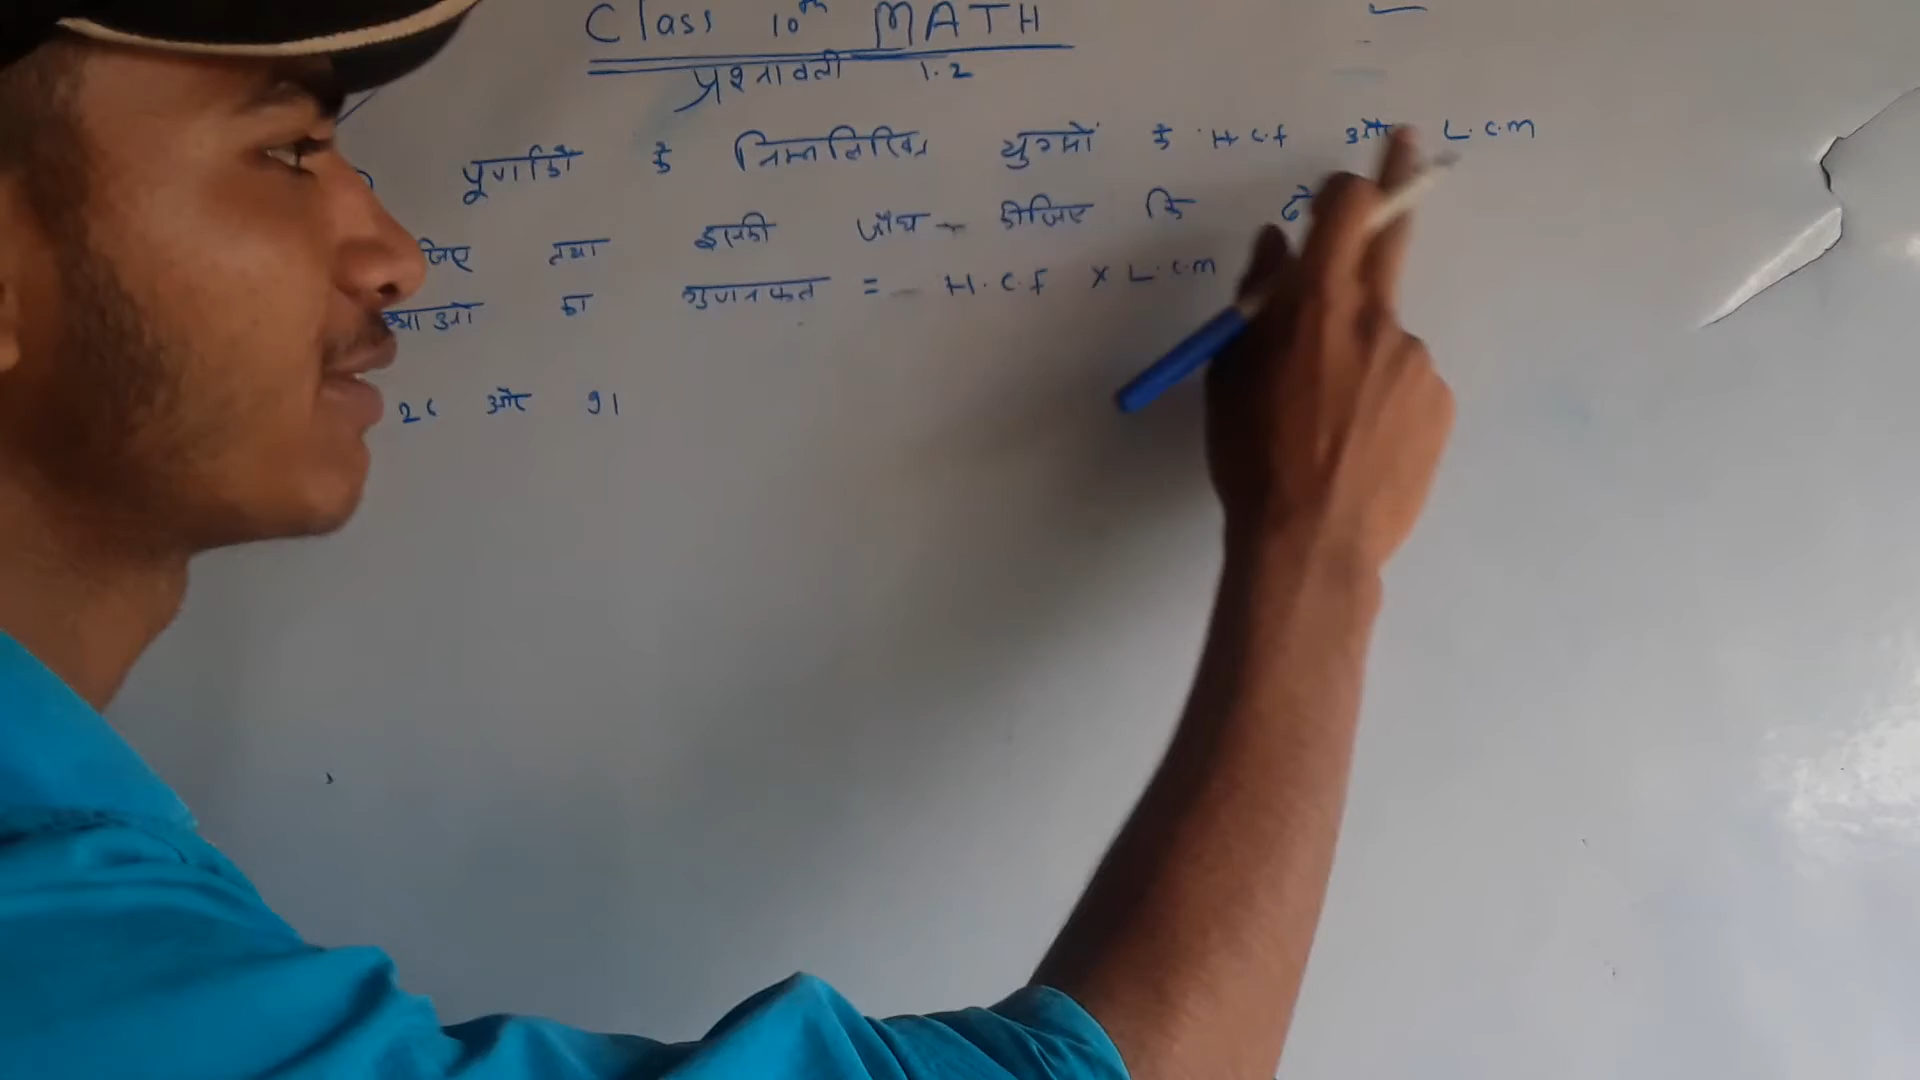 Class 10th MATH
प्रश्नावली 1.2
पूर्णांकों के निम्नलिखित युग्मों के H.C.F और L.C.M
जिए तथा इसकी जाँच कीजिए कि
ख्याओं का गुणनफल = H.C.F × L.C.M
26 और 91